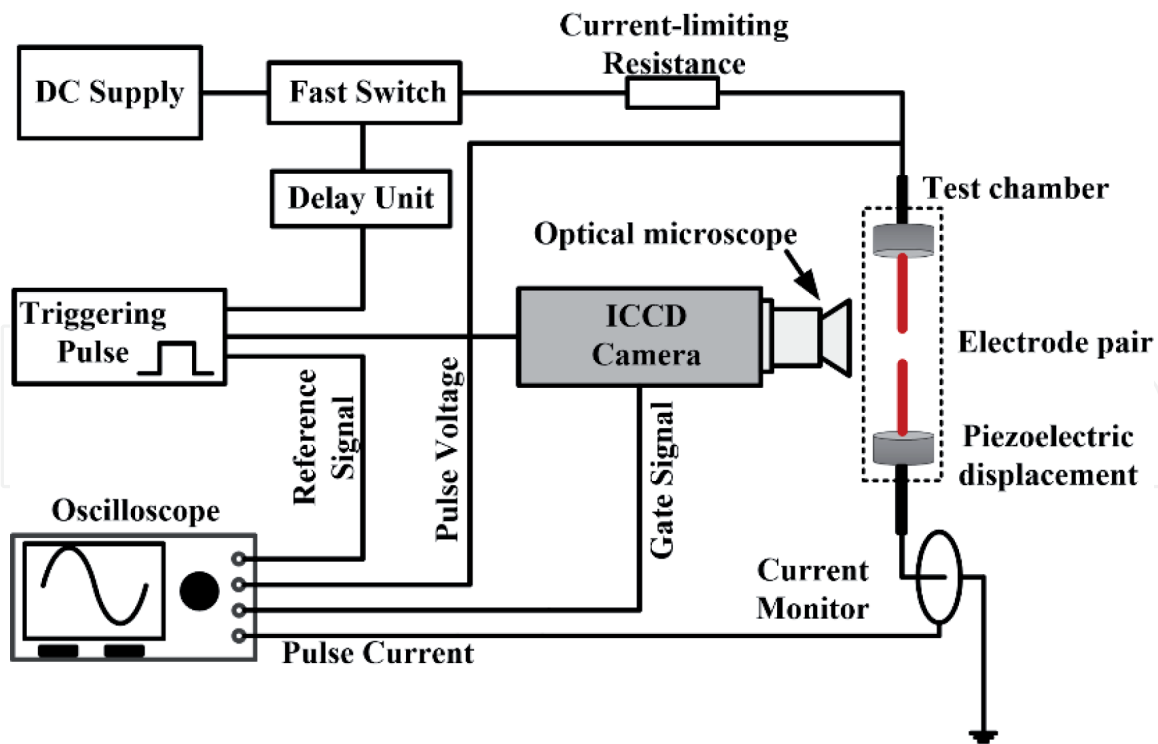 Current-limiting
Resistance
DC Supply
Fast Switch
Delay Unit
Test chamber
Optical microscope
Triggering
Pulse
ICCD
Camera
Electrode pair
Reference
Signal
Pulse Voltage
Gate Signal
Piezoelectric
displacement
Oscilloscope
Current
Monitor
Pulse Current